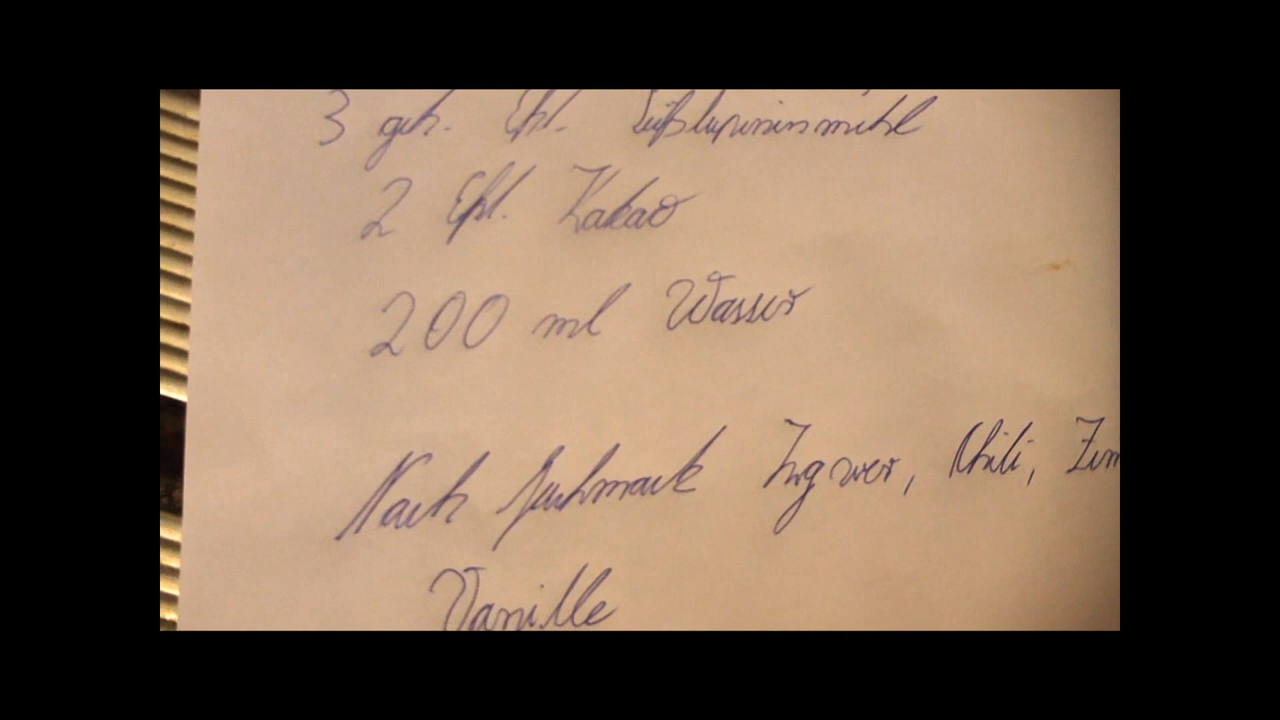 3 geh. Eßl. Süßlupinenmehl
2 Eßl. Kakao
200 ml Wasser
Nach Geschmack Ingwer, Chili, Zim
Vanille